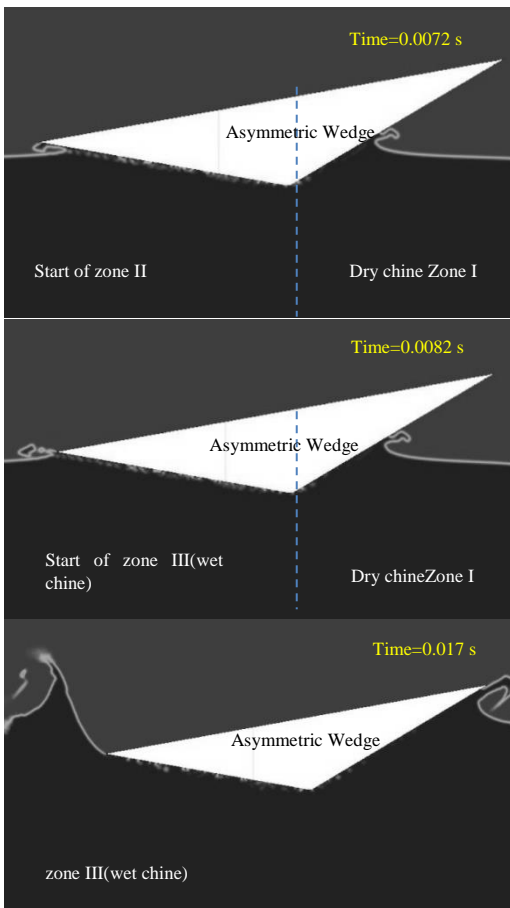 Time=0.0072 s
Asymmetric Wedge
Start of zone II
Dry chine Zone I
Time=0.0082 s
Asymmetric Wedge
Start of zone III(wet
chine)
Dry chineZone I
Time=0.017 s
Asymmetric Wedge
zone III(wet chine)